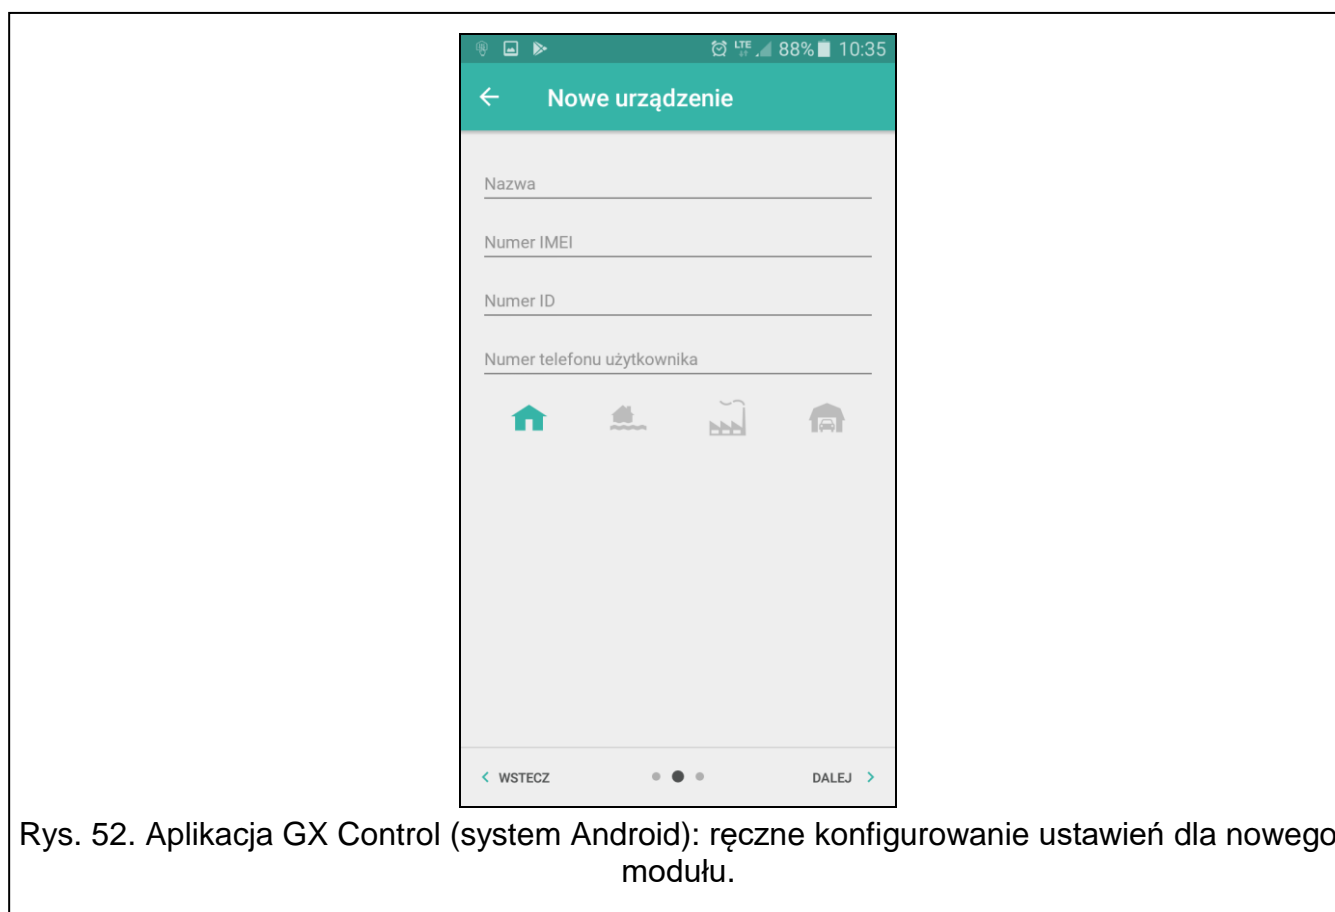 LTE 88% 10:35
Nowe urządzenie
Nazwa
Numer IMEI
Numer ID
Numer telefonu użytkownika
WSTECZ DALEJ
Rys. 52. Aplikacja GX Control (system Android): ręczne konfigurowanie ustawień dla nowego
modułu.